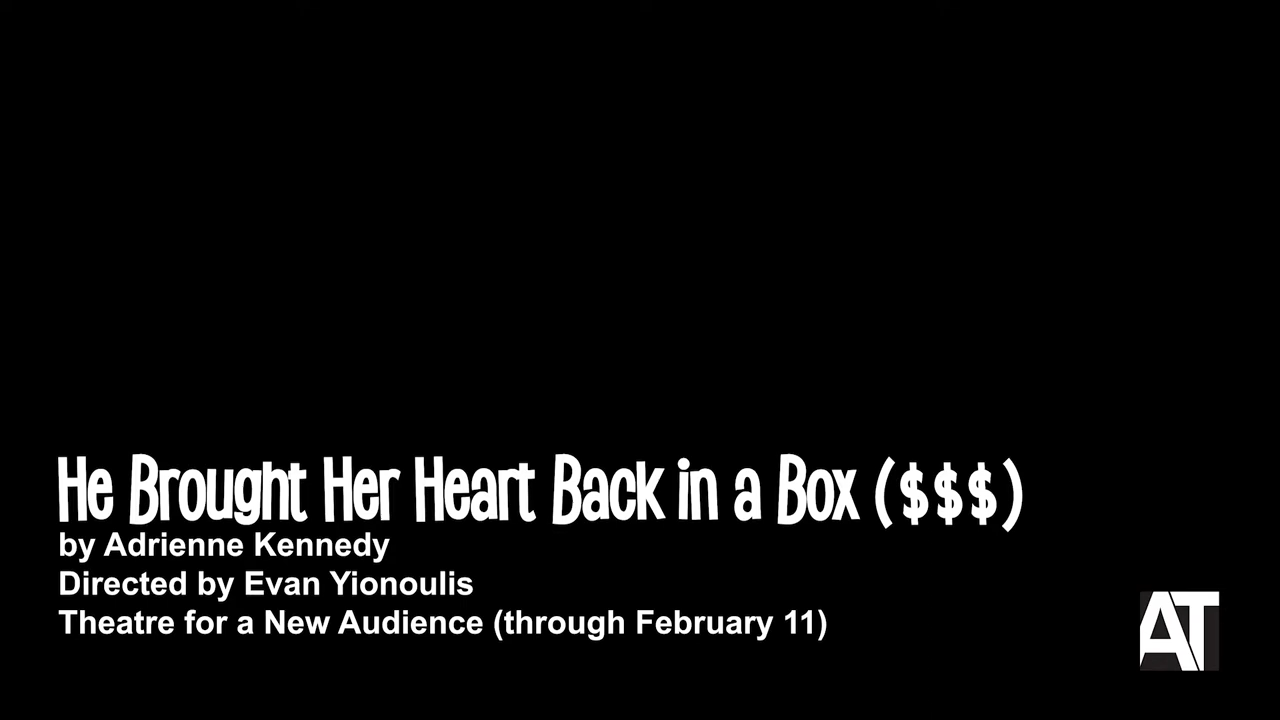 He Brought Her Heart Back in a Box ($$$)
by Adrienne Kennedy
Directed by Evan Yionoulis
Theatre for a New Audience (through February 11)
AT